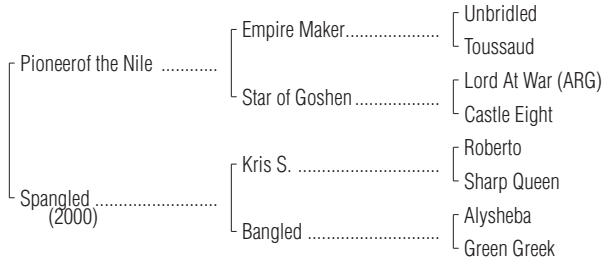 Unbridled
Empire Maker....................
Toussaud
Pioneerof the Nile ............
Lord At War (ARG)
Star of Goshen ..................
Castle Eight
Roberto
Kris S. ..............................
Sharp Queen
Spangled ..........................
(2000)
Alysheba
Bangled ............................
Green Greek